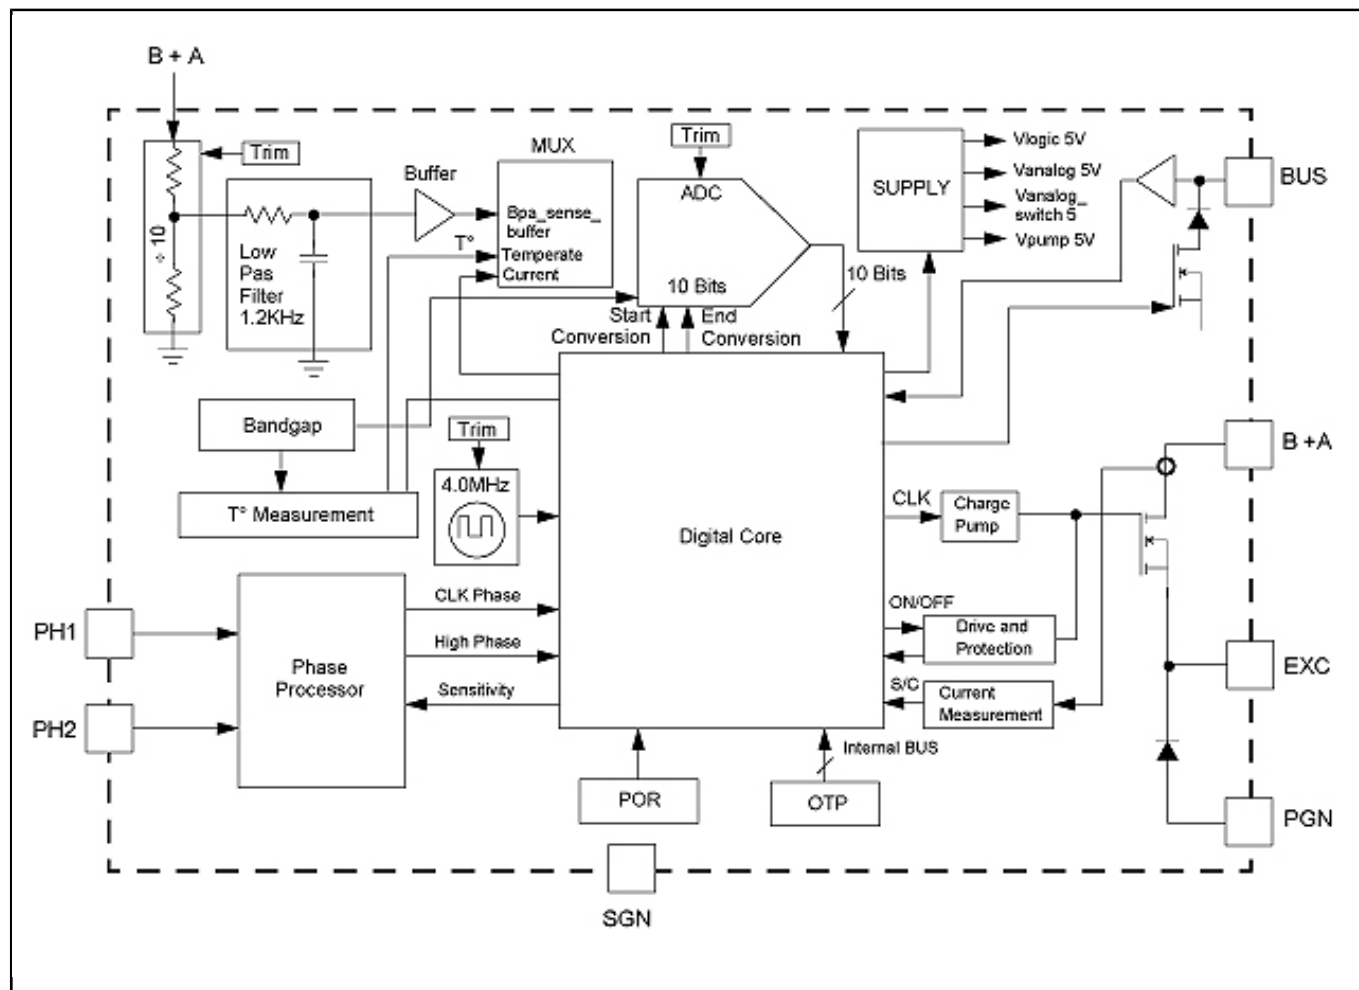 B + A
Trim
MUX
Buffer
Bpa_sense_
buffer
T°
Temperate
Current
÷ 10
Low
Pas
Filter
1.2KHz
Trim
ADC
10 Bits
10 Bits
Start
Conversion
End
Conversion
SUPPLY
Vlogic 5V
Vanalog 5V
Vanalog_
switch 5
Vpump 5V
BUS
Bandgap
T° Measurement
Trim
4.0MHz
Digital Core
CLK
Charge
Pump
B +A
ON/OFF
Drive and
Protection
S/C
Current
Measurement
EXC
PGN
PH1
PH2
Phase
Processor
CLK Phase
High Phase
Sensitivity
Internal BUS
POR
OTP
SGN